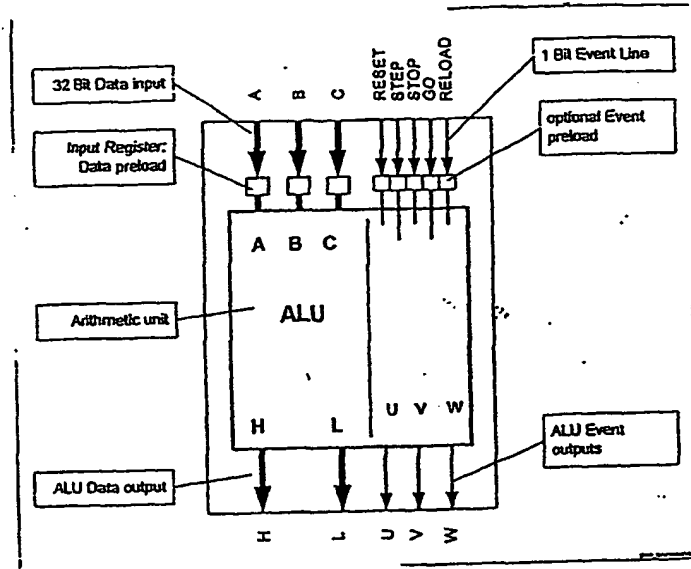 32 Bit Data input
A
B
C
RESET
STEP
STOP
GO
RELOAD
1 Bit Event Line
Input Register:
Data preload
optional Event
preload
A B C
Arithmetic unit
ALU
U V W
H L
ALU Data output
ALU Event
outputs
H
L
U
V
W